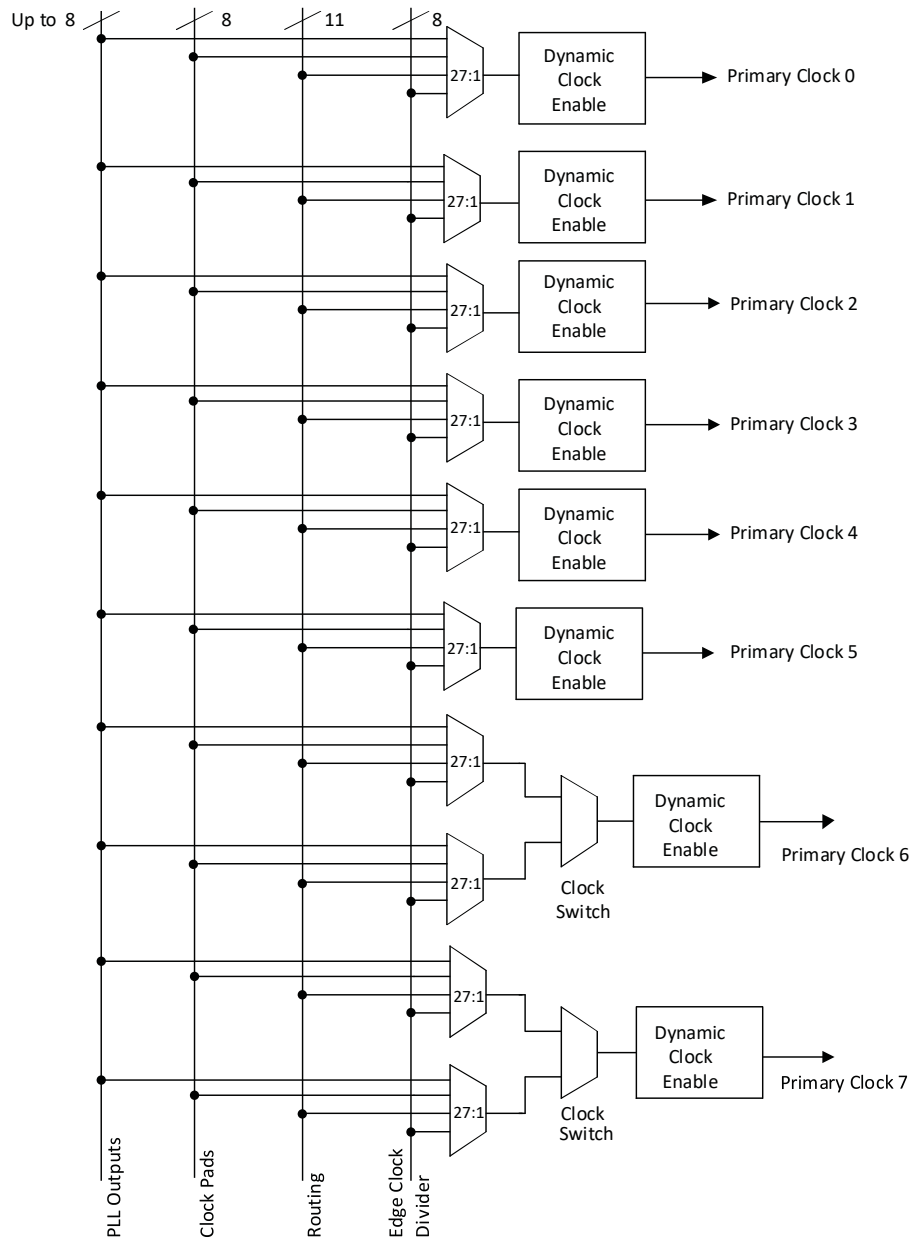 Up to 8 8 11 8
27:1
Dynamic
Clock
Enable
Primary Clock 0
27:1
Dynamic
Clock
Enable
Primary Clock 1
27:1
Dynamic
Clock
Enable
Primary Clock 2
27:1
Dynamic
Clock
Enable
Primary Clock 3
27:1
Dynamic
Clock
Enable
Primary Clock 4
27:1
Dynamic
Clock
Enable
Primary Clock 5
27:1
27:1
Clock
Switch
Dynamic
Clock
Enable
Primary Clock 6
27:1
27:1
Clock
Switch
Dynamic
Clock
Enable
Primary Clock 7
PLL Outputs
Clock Pads
Routing
Edge Clock
Divider